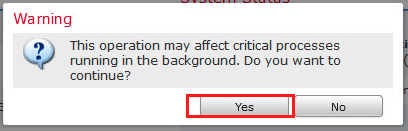 System Status
Warning
This operation may affect critical processes
running in the background. Do you want to
continue?
Yes
No